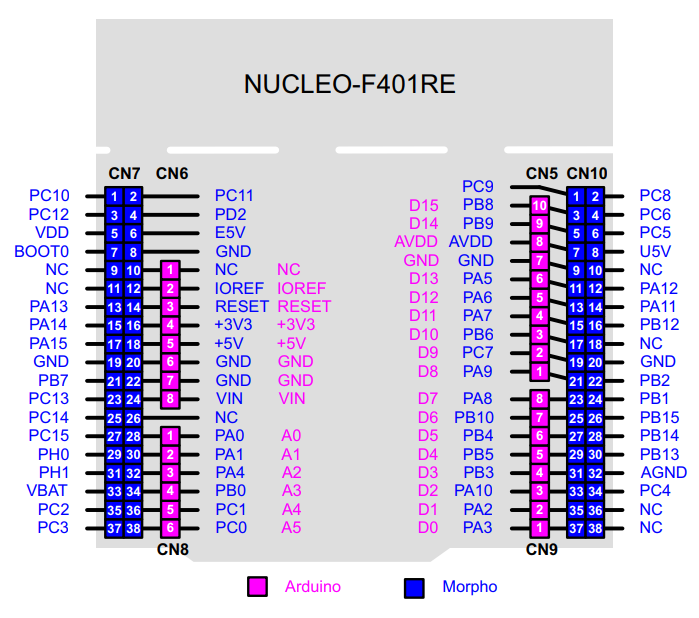 NUCLEO-F401RE
CN7 CN6 CN5 CN10
PC9
PC10 1 2 PC11 1 2 PC8
PC12 3 4 PD2 D15 PB8 10 3 4 PC6
VDD 5 6 E5V D14 PB9 9 5 6 PC5
BOOT0 7 8 GND AVDD AVDD 8 7 8 U5V
NC 9 10 1 NC NC GND GND 7 9 10 NC
NC 11 12 2 IOREF IOREF D13 PA5 6 11 12 PA12
PA13 13 14 3 RESET RESET D12 PA6 5 13 14 PA11
PA14 15 16 4 +3V3 +3V3 D11 PA7 4 15 16 PB12
PA15 17 18 5 +5V +5V D10 PB6 3 17 18 NC
GND 19 20 6 GND GND D9 PC7 2 19 20 GND
PB7 21 22 7 GND GND D8 PA9 1 21 22 PB2
PC13 23 24 8 VIN VIN D7 PA8 8 23 24 PB1
PC14 25 26 NC D6 PB10 7 25 26 PB15
PC15 27 28 1 PA0 A0 D5 PB4 6 27 28 PB14
PH0 29 30 2 PA1 A1 D4 PB5 5 29 30 PB13
PH1 31 32 3 PA4 A2 D3 PB3 4 31 32 AGND
VBAT 33 34 4 PB0 A3 D2 PA10 3 33 34 PC4
PC2 35 36 5 PC1 A4 D1 PA2 2 35 36 NC
PC3 37 38 6 PC0 A5 D0 PA3 1 37 38 NC
CN8 CN9
Arduino Morpho